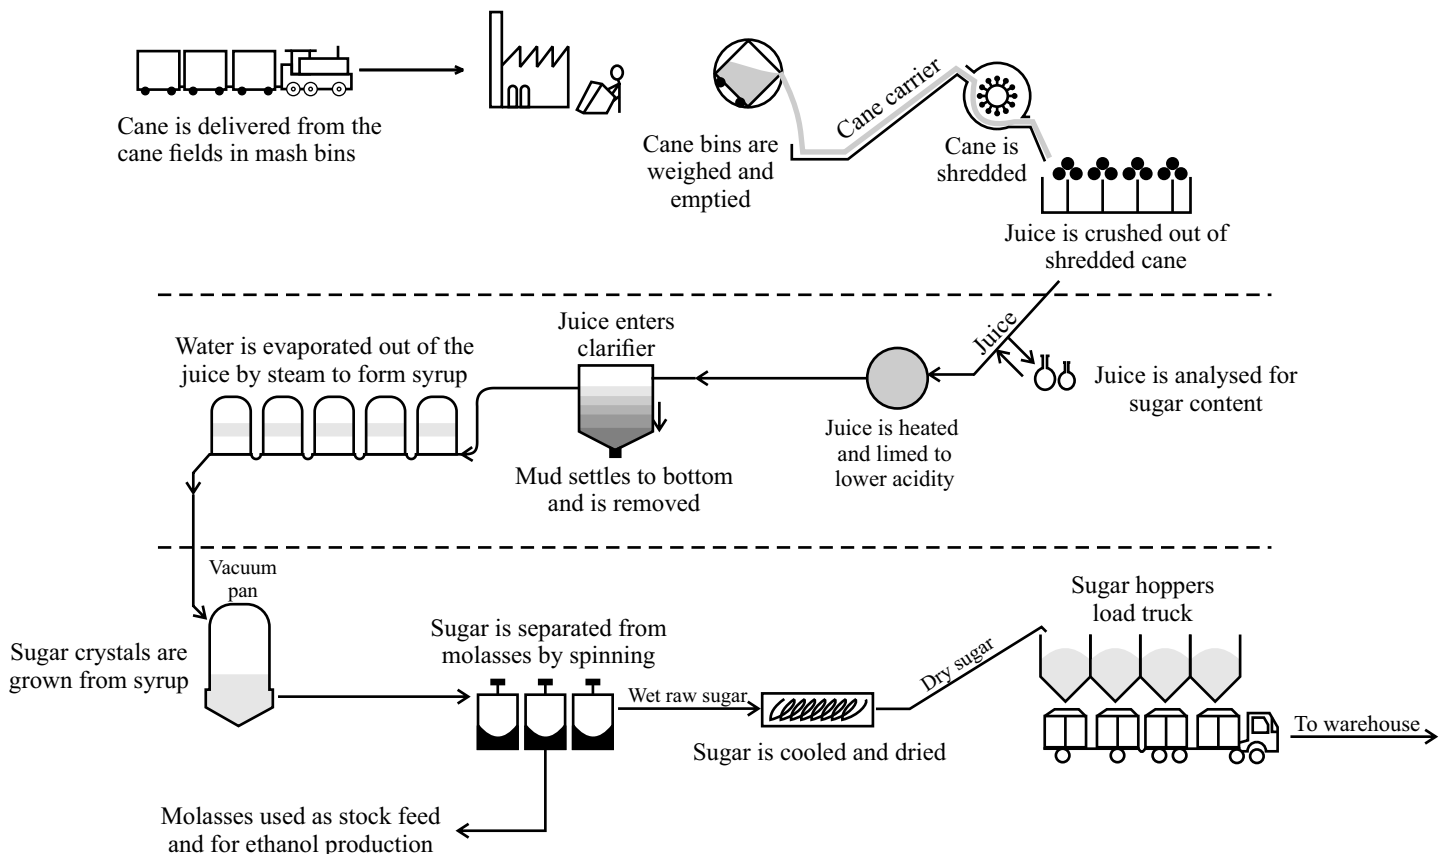 Cane is delivered from the
cane fields in mash bins
Cane bins are
weighed and
emptied
Cane carrier
Cane is
shredded
Juice is crushed out of
shredded cane
Juice
Juice is analysed for
sugar content
Juice is heated
and limed to
lower acidity
Juice enters
clarifier
Mud settles to bottom
and is removed
Water is evaporated out of the
juice by steam to form syrup
Vacuum
pan
Sugar crystals are
grown from syrup
Sugar is separated from
molasses by spinning
Molasses used as stock feed
and for ethanol production
Wet raw sugar
Sugar is cooled and dried
Dry sugar
Sugar hoppers
load truck
To warehouse